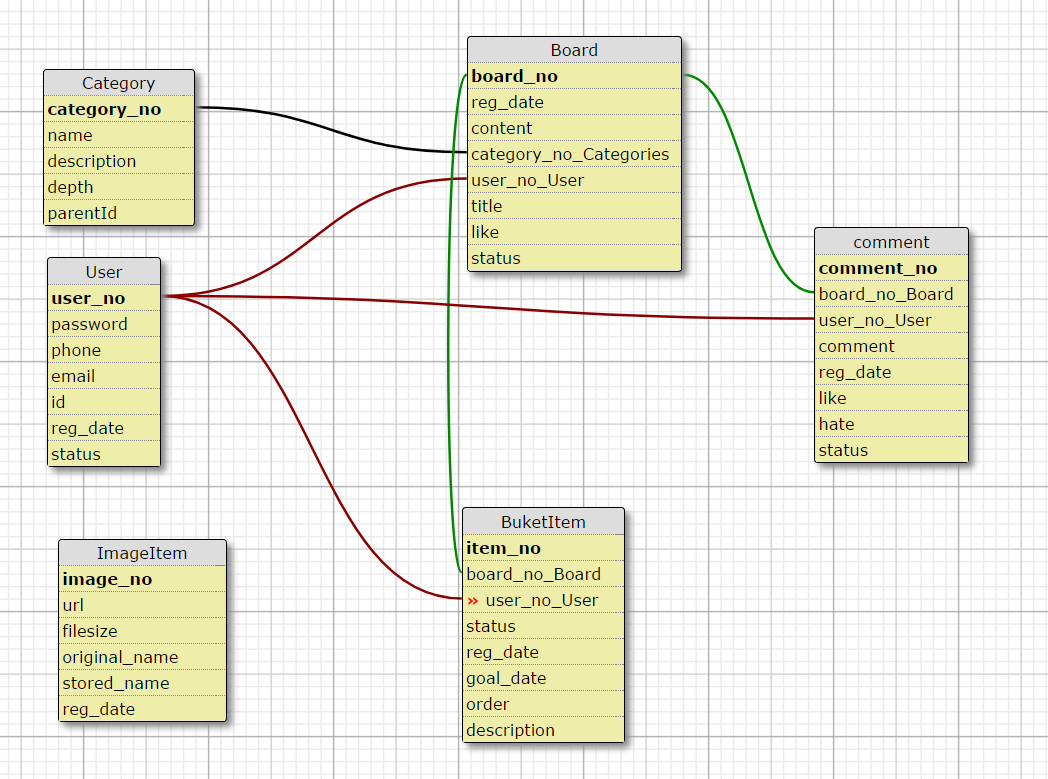 Category
category_no
name
description
depth
parentId
User
user_no
password
phone
email
id
reg_date
status
ImageItem
image_no
url
filesize
original_name
stored_name
reg_date
Board
board_no
reg_date
content
category_no_Categories
user_no_User
title
like
status
BuketItem
item_no
board_no_Board
» user_no_User
status
reg_date
goal_date
order
description
comment
comment_no
board_no_Board
user_no_User
comment
reg_date
like
hate
status